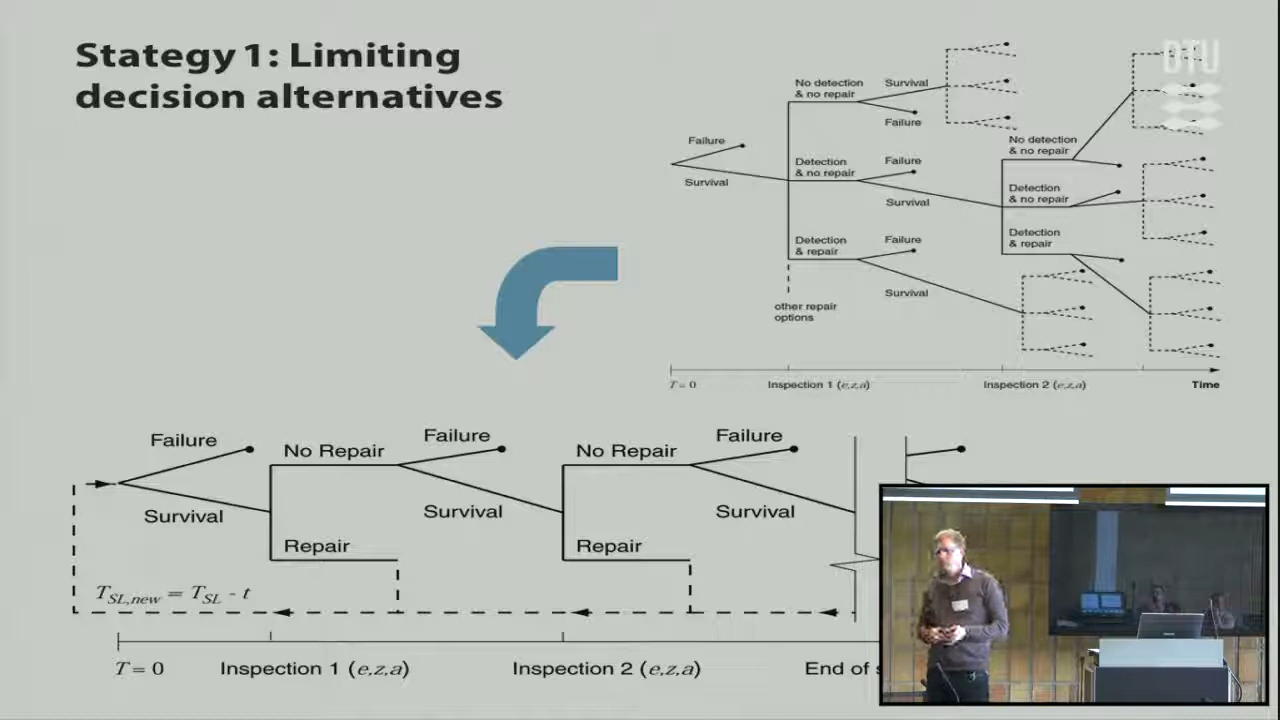 Stategy 1: Limiting
decision alternatives
DTU
No detection
& no repair
Survival
Failure
Failure
Survival
Detection
& no repair
Failure
Survival
No detection
& no repair
Detection
& no repair
Detection
& repair
Detection
& repair
Failure
Survival
other repair
options
T = 0
Inspection 1 (e,z,a)
Inspection 2 (e,z,a)
Time
Failure
Survival
No Repair
Repair
Failure
Survival
No Repair
Repair
Failure
Survival
TSL,new = TSL - t
T = 0
Inspection 1 (e,z,a)
Inspection 2 (e,z,a)
End of